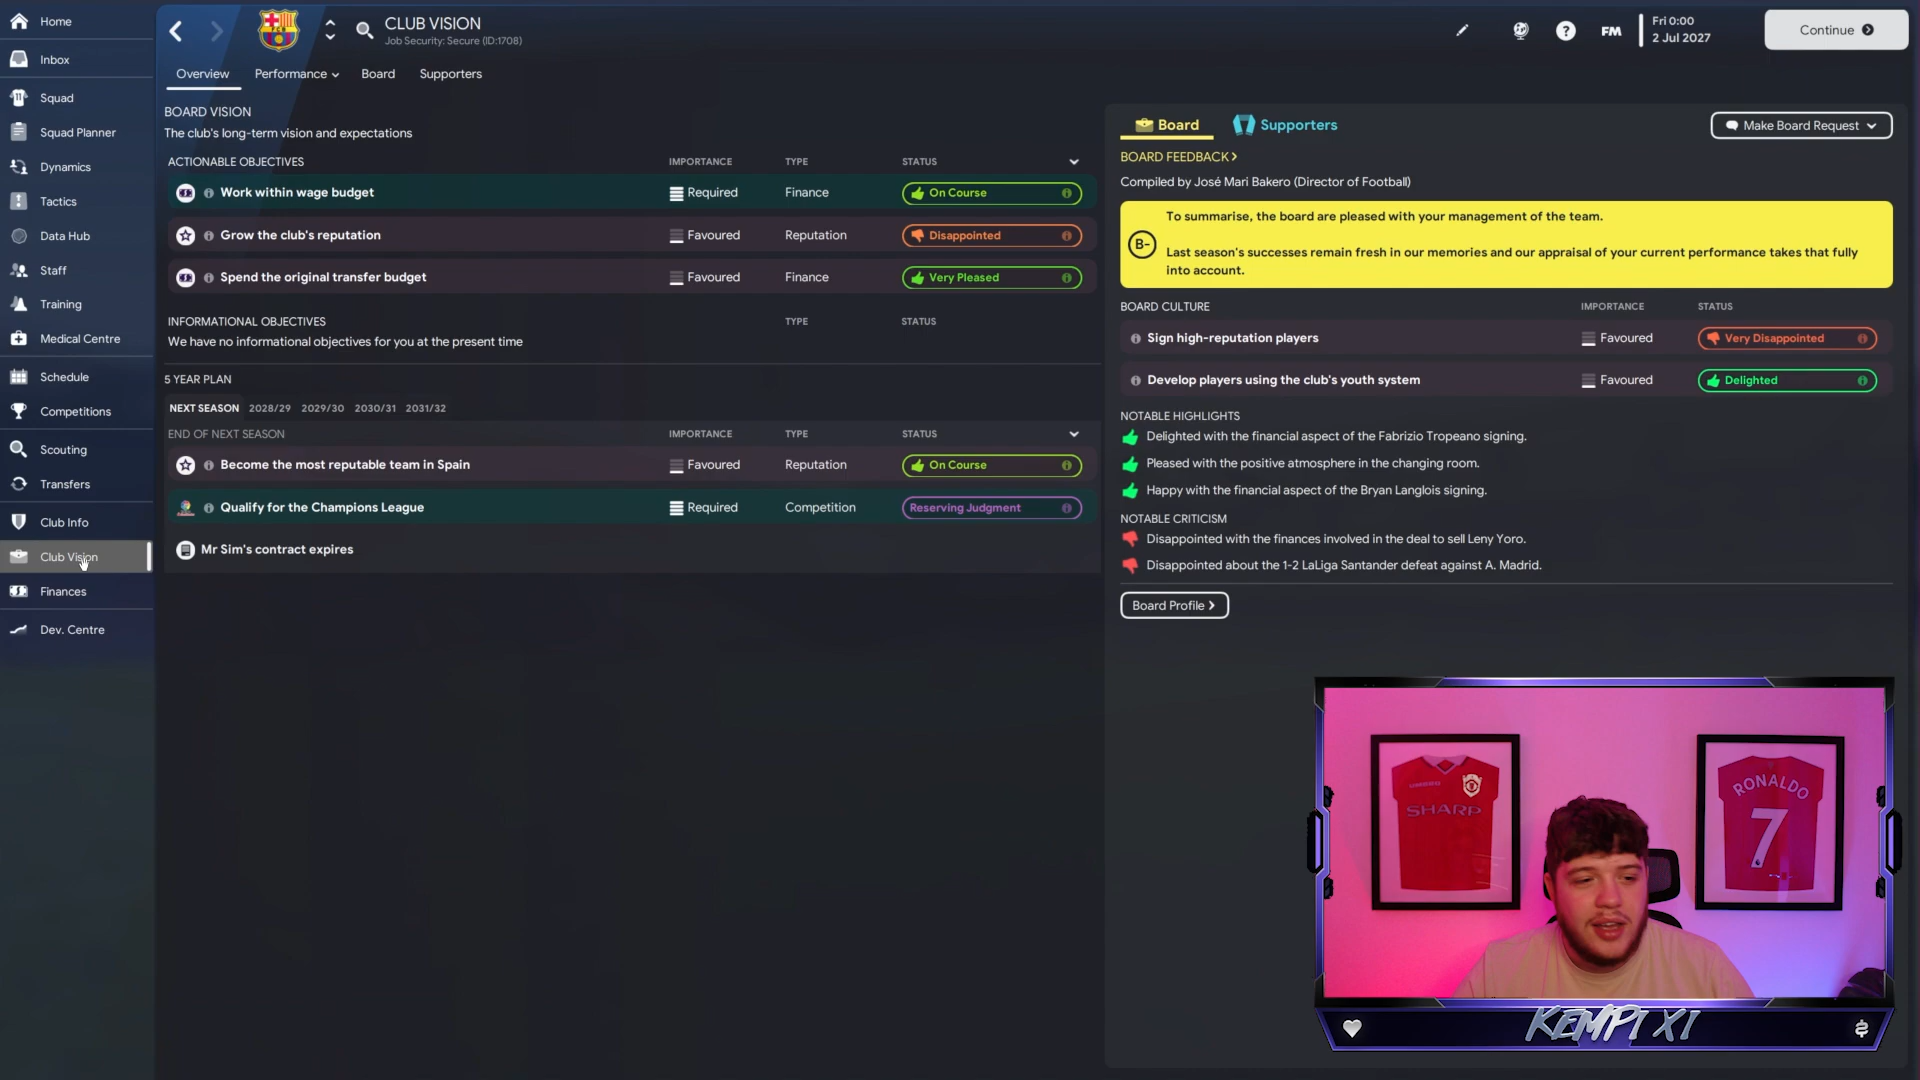 Home
Inbox
Squad
Squad Planner
Dynamics
Tactics
Data Hub
Staff
Training
Medical Centre
Schedule
Competitions
Scouting
Transfers
Club Info
Club Vision
Finances
Dev. Centre
CLUB VISION
Job Security: Secure (ID:1708)
FM
Fri 0:00
2 Jul 2027
Continue
Overview Performance Board Supporters
BOARD VISION
The club's long-term vision and expectations
ACTIONABLE OBJECTIVES IMPORTANCE TYPE STATUS
Work within wage budget Required Finance On Course
Grow the club's reputation Favoured Reputation Disappointed
Spend the original transfer budget Favoured Finance Very Pleased
INFORMATIONAL OBJECTIVES TYPE STATUS
We have no informational objectives for you at the present time
5 YEAR PLAN
NEXT SEASON 2028/29 2029/30 2030/31 2031/32
END OF NEXT SEASON IMPORTANCE TYPE STATUS
Become the most reputable team in Spain Favoured Reputation On Course
Qualify for the Champions League Required Competition Reserving Judgment
Mr Sim's contract expires
Board Supporters Make Board Request
BOARD FEEDBACK
Compiled by José Mari Bakero (Director of Football)
B-
To summarise, the board are pleased with your management of the team.
Last season's successes remain fresh in our memories and our appraisal of your current performance takes that fully
into account.
BOARD CULTURE IMPORTANCE STATUS
Sign high-reputation players Favoured Very Disappointed
Develop players using the club's youth system Favoured Delighted
NOTABLE HIGHLIGHTS
Delighted with the financial aspect of the Fabrizio Tropeano signing.
Pleased with the positive atmosphere in the changing room.
Happy with the financial aspect of the Bryan Langlois signing.
NOTABLE CRITICISM
Disappointed with the finances involved in the deal to sell Leny Yoro.
Disappointed about the 1-2 LaLiga Santander defeat against A. Madrid.
Board Profile
UMBRO
SHARP
RONALDO
7
KEMPI XI